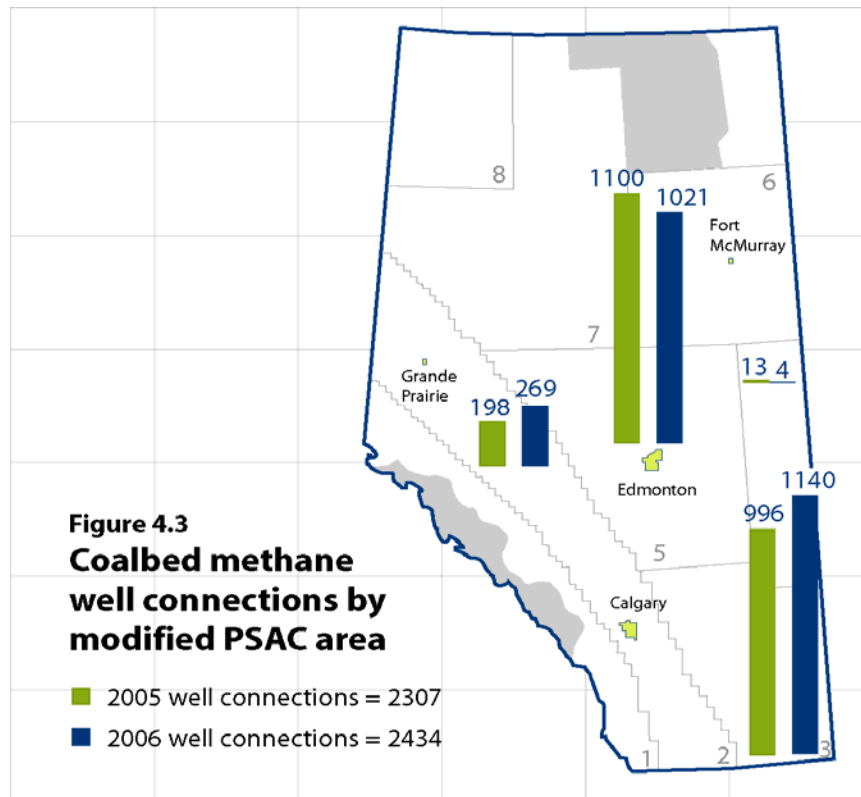 8
6
1100
1021
Fort
McMurray
7
13
4
Grande
Prairie
198
269
Edmonton
1140
996
5
Figure 4.3
Coalbed methane
well connections by
modified PSAC area
Calgary
2005 well connections = 2307
2006 well connections = 2434
1
2
3